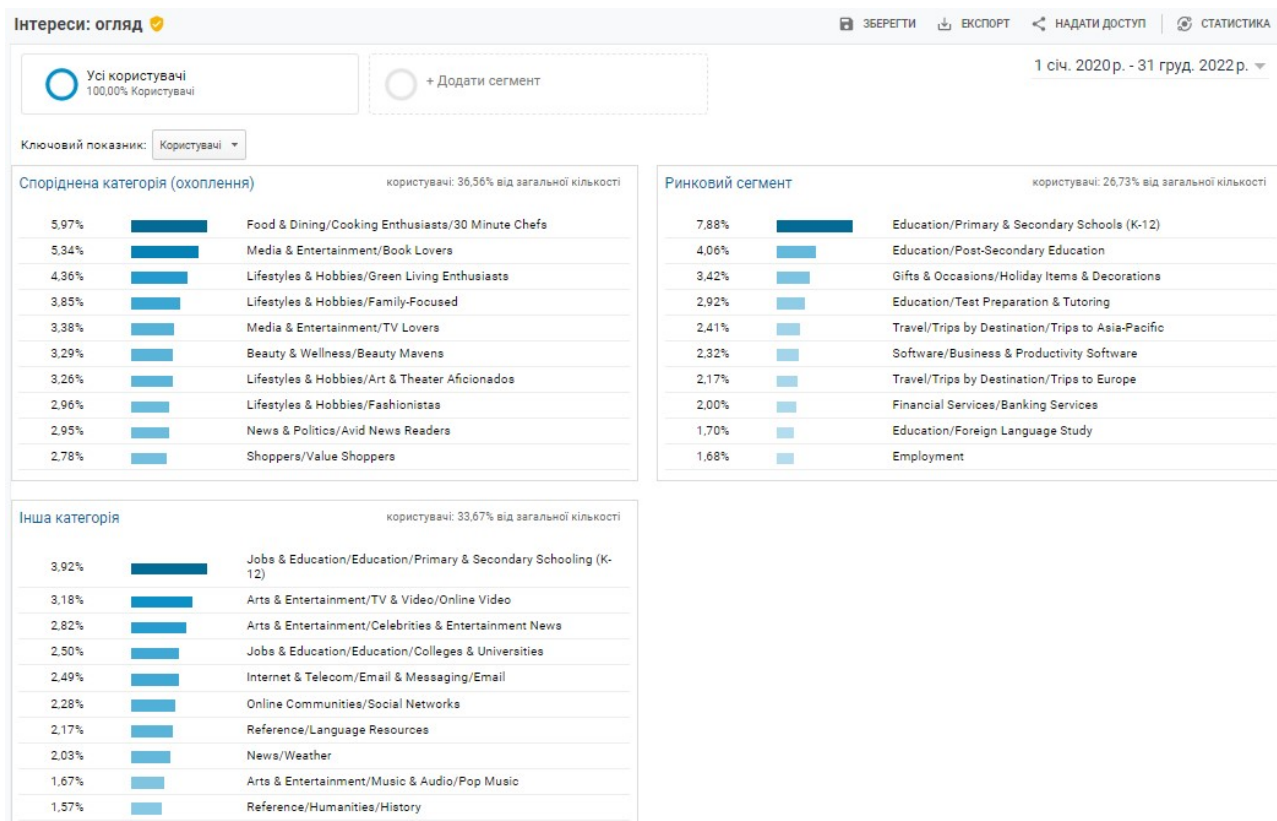 Інтереси: огляд
ЗБЕРЕГТИ ЕКСПОРТ НАДАТИ ДОСТУП СТАТИСТИКА
Усі користувачі
100,00% Користувачі
+ Додати сегмент
1 січ. 2020 р. - 31 груд. 2022 р.
Ключовий показник: Користувачі
Споріднена категорія (охоплення) користувачі: 36,56% від загальної кількості
5,97% Food & Dining/Cooking Enthusiasts/30 Minute Chefs
5,34% Media & Entertainment/Book Lovers
4,36% Lifestyles & Hobbies/Green Living Enthusiasts
3,85% Lifestyles & Hobbies/Family-Focused
3,38% Media & Entertainment/TV Lovers
3,29% Beauty & Wellness/Beauty Mavens
3,26% Lifestyles & Hobbies/Art & Theater Aficionados
2,96% Lifestyles & Hobbies/Fashionistas
2,95% News & Politics/Avid News Readers
2,78% Shoppers/Value Shoppers
Ринковий сегмент користувачі: 26,73% від загальної кількості
7,88% Education/Primary & Secondary Schools (K-12)
4,06% Education/Post-Secondary Education
3,42% Gifts & Occasions/Holiday Items & Decorations
2,92% Education/Test Preparation & Tutoring
2,41% Travel/Trips by Destination/Trips to Asia-Pacific
2,32% Software/Business & Productivity Software
2,17% Travel/Trips by Destination/Trips to Europe
2,00% Financial Services/Banking Services
1,70% Education/Foreign Language Study
1,68% Employment
Інша категорія користувачі: 33,67% від загальної кількості
3,92% Jobs & Education/Education/Primary & Secondary Schooling (K-
12)
3,18% Arts & Entertainment/TV & Video/Online Video
2,82% Arts & Entertainment/Celebrities & Entertainment News
2,50% Jobs & Education/Education/Colleges & Universities
2,49% Internet & Telecom/Email & Messaging/Email
2,28% Online Communities/Social Networks
2,17% Reference/Language Resources
2,03% News/Weather
1,67% Arts & Entertainment/Music & Audio/Pop Music
1,57% Reference/Humanities/History